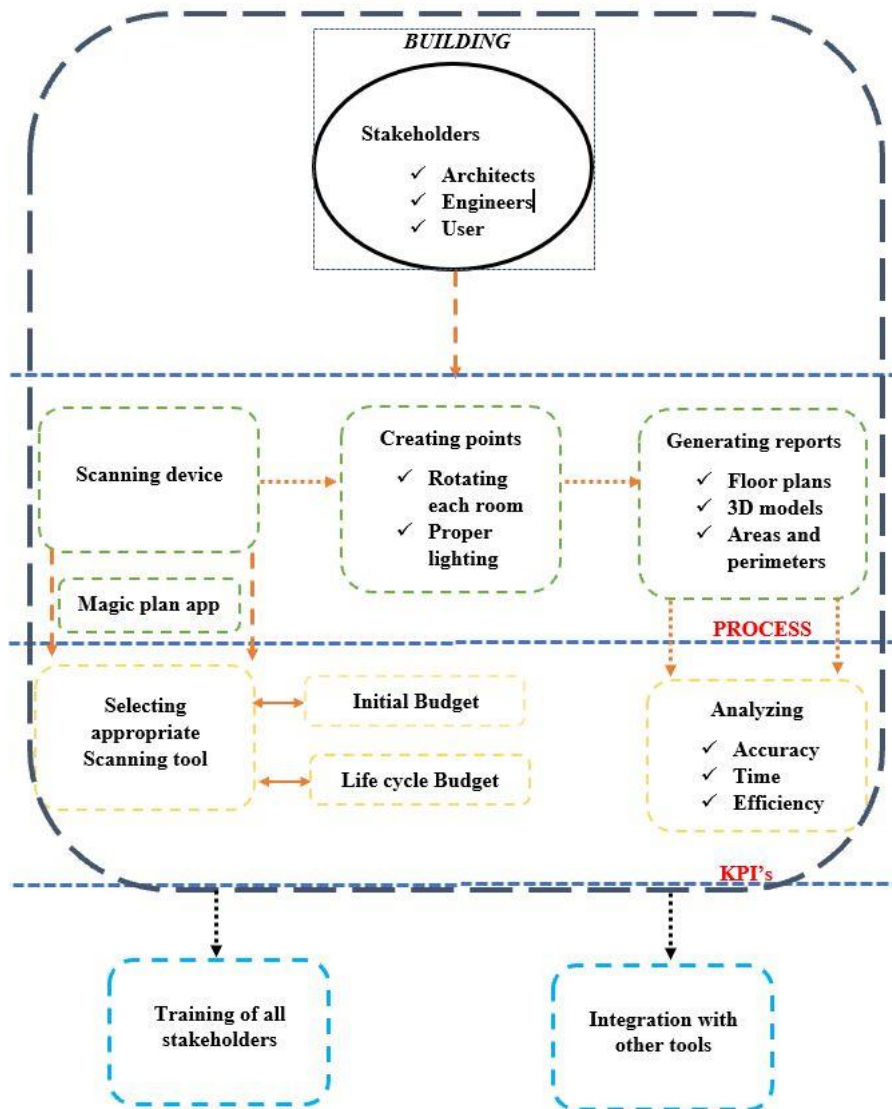 BUILDING
Stakeholders
✓ Architects
✓ Engineers
✓ User
Scanning device
Creating points
✓ Rotating
each room
✓ Proper
lighting
Generating reports
✓ Floor plans
✓ 3D models
✓ Areas and
perimeters
Magic plan app
PROCESS
Selecting
appropriate
Scanning tool
Initial Budget
Life cycle Budget
Analyzing
✓ Accuracy
✓ Time
✓ Efficiency
KPI's
Training of all
stakeholders
Integration with
other tools